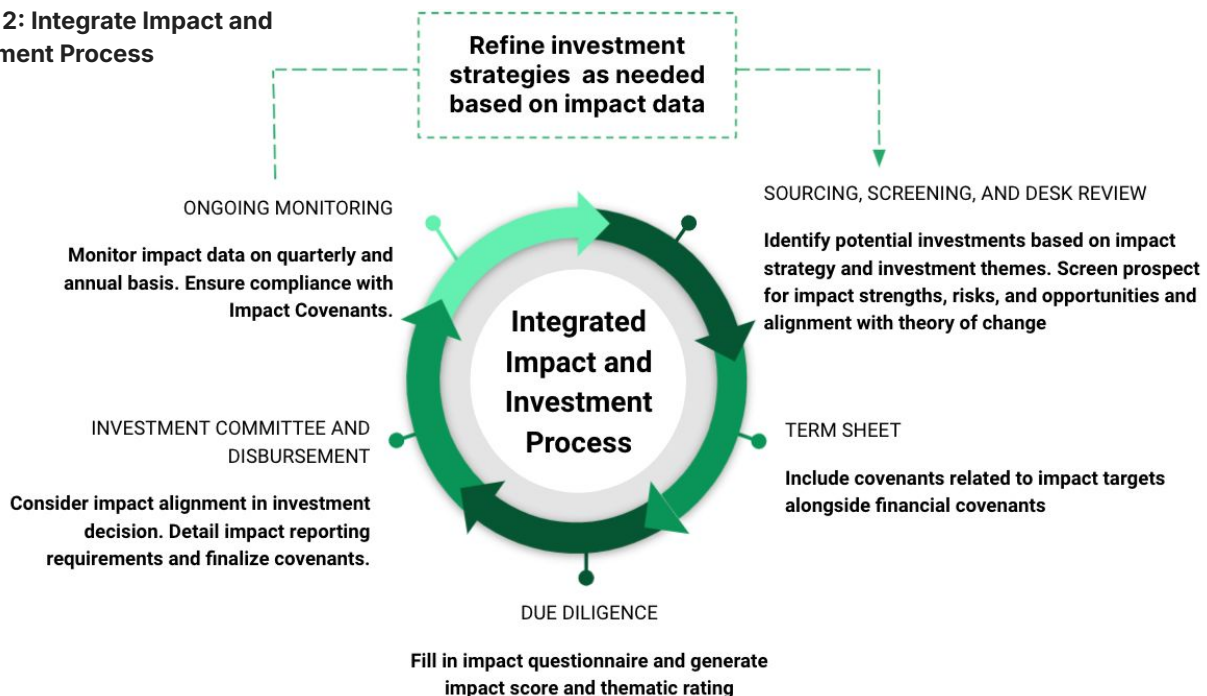 2: Integrate Impact and
ment Process
Refine investment
strategies as needed
based on impact data
ONGOING MONITORING
Monitor impact data on quarterly and
annual basis. Ensure compliance with
Impact Covenants.
SOURCING, SCREENING, AND DESK REVIEW
Identify potential investments based on impact
strategy and investment themes. Screen prospect
for impact strengths, risks, and opportunities and
alignment with theory of change
Integrated
Impact and
Investment
Process
INVESTMENT COMMITTEE AND
DISBURSEMENT
Consider impact alignment in investment
decision. Detail impact reporting
requirements and finalize covenants.
TERM SHEET
Include covenants related to impact targets
alongside financial covenants
DUE DILIGENCE
Fill in impact questionnaire and generate
impact score and thematic rating